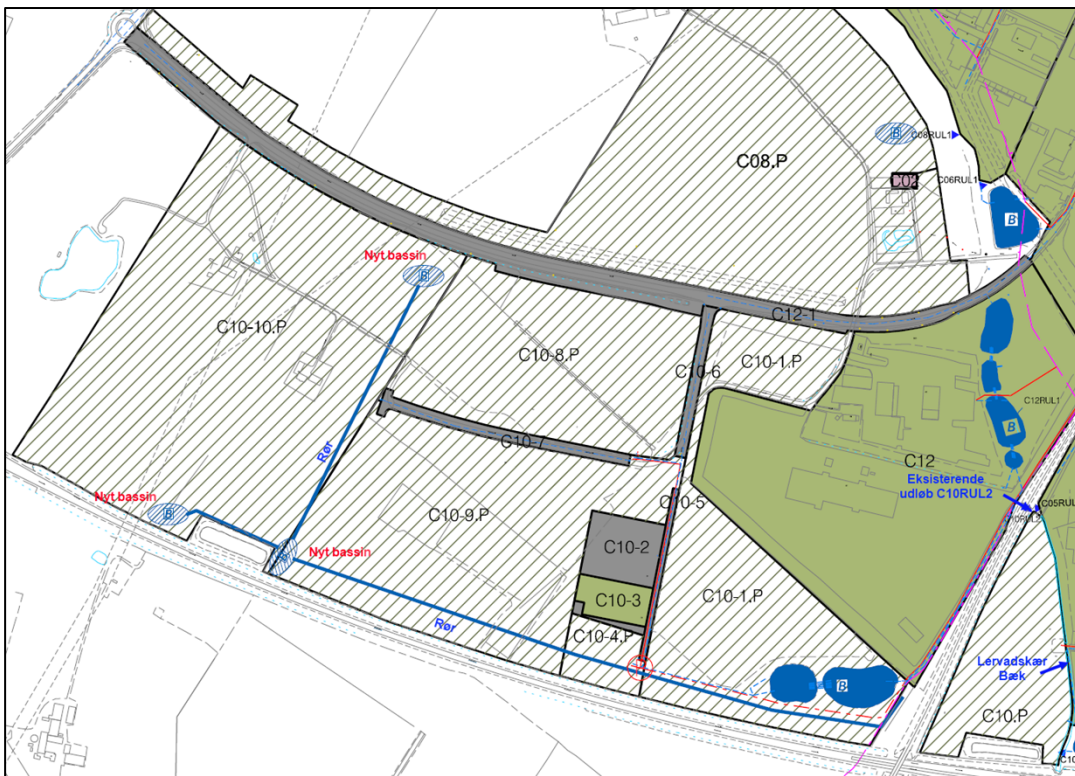 C08RUL1
C08.P
C02
C06RUL1
B
B
Nyt bassin
B
C10-10.P
C10-8.P
C12-1
C10-6
C10-1.P
C12RUL1
B
C10-7
C12
Rør
Eksisterende
udløb C10RUL2
C05RUL
C10RUL2
Nyt bassin
B
C10-9.P
C10-5
Nyt bassin
C10-2
C10-3
C10-1.P
Rør
C10-4.P
Lervadskær
Bæk
B
C10.P